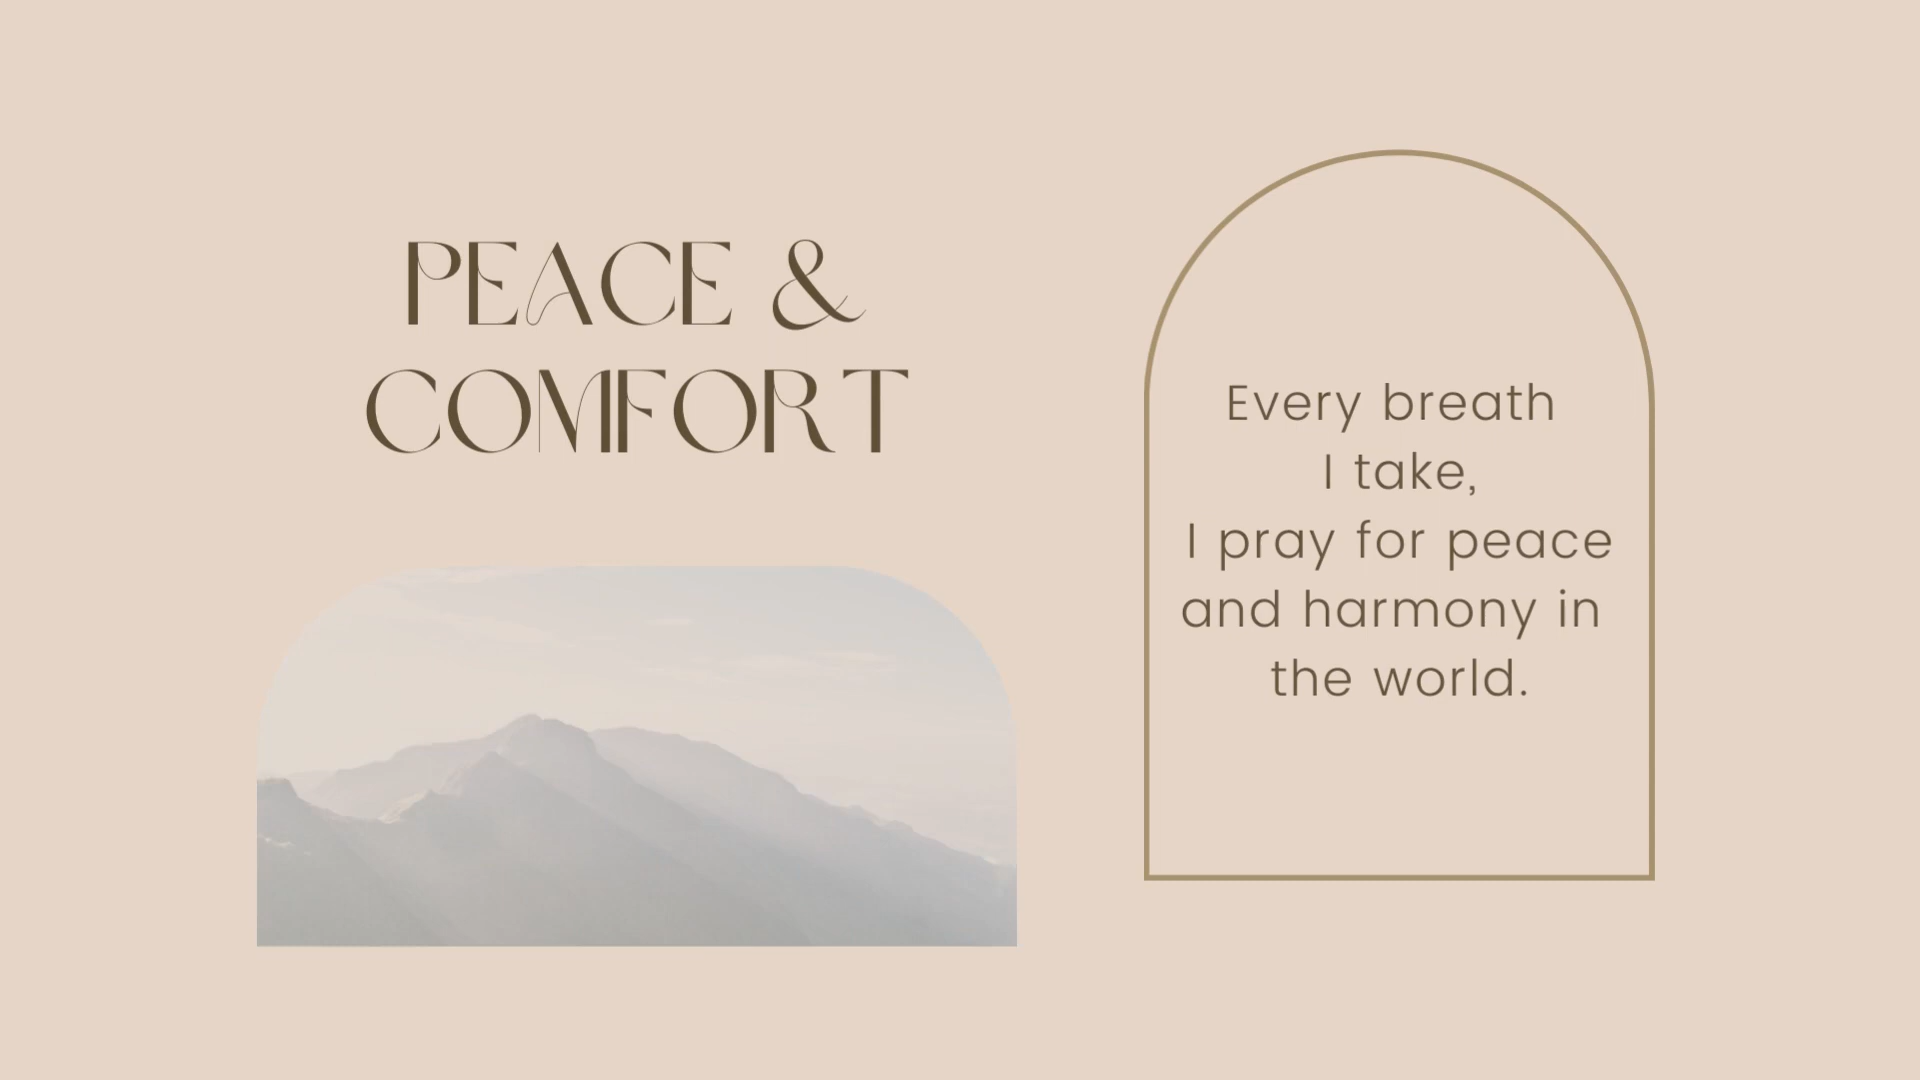 PEACE &
COMFORT
Every breath
I take,
I pray for peace
and harmony in
the world.